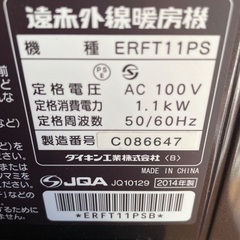 遠赤外線暖房機
機 種 ERFT11PS
定格電圧 AC 100V
定格消費電力 1.1kW
定格周波数 50/60Hz
製造番号 C086647
ダイキン工業株式会社 (B)
MADE IN CHINA
JQA JQ10129 2014年製
*ERFT11PSB*